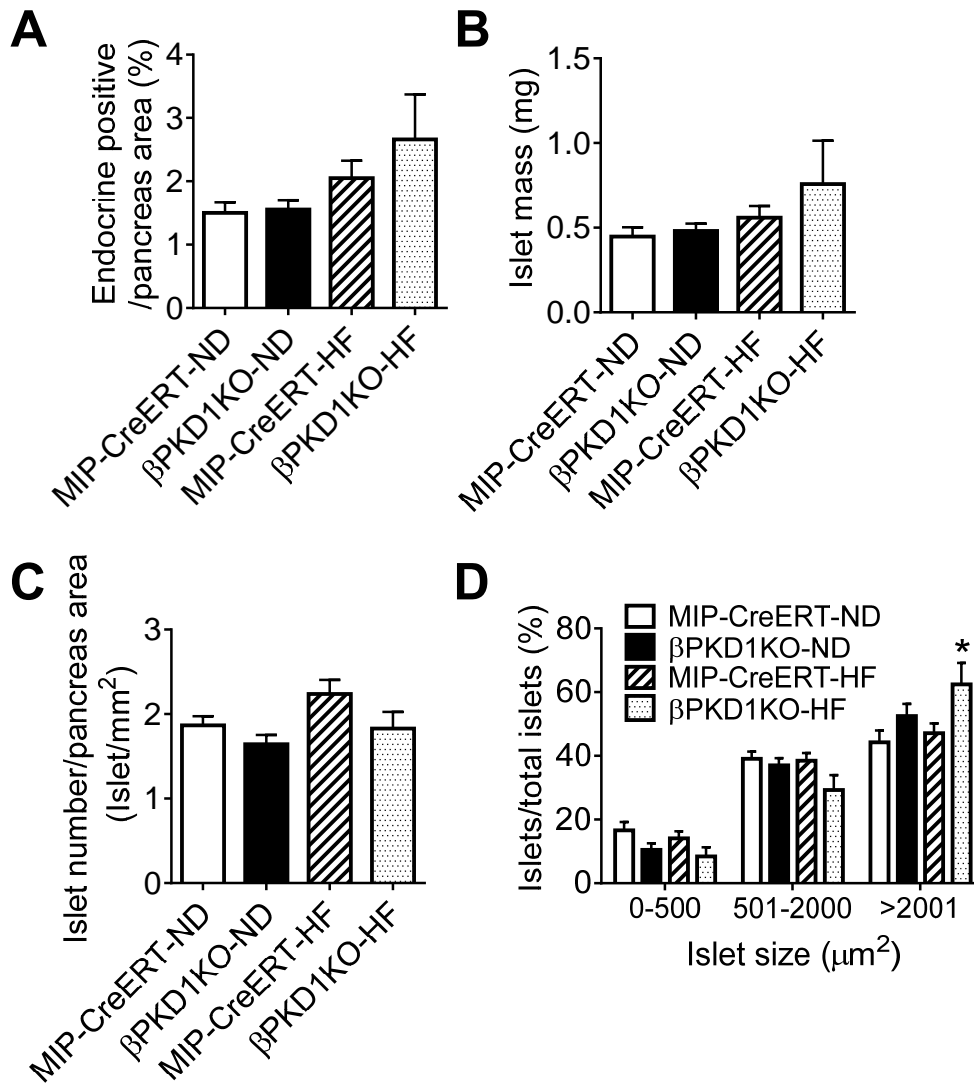 A
Endocrine positive
/pancreas area (%)
4
3
2
1
0
MIP-CreERT-ND
βPKD1KO-ND
MIP-CreERT-HF
βPKD1KO-HF
B
Islet mass (mg)
1.5
1.0
0.5
0.0
MIP-CreERT-ND
βPKD1KO-ND
MIP-CreERT-HF
βPKD1KO-HF
C
Islet number/pancreas area
(Islet/mm²)
3
2
1
0
MIP-CreERT-ND
βPKD1KO-ND
MIP-CreERT-HF
βPKD1KO-HF
D
Islets/total islets (%)
80
60
40
20
0
MIP-CreERT-ND
βPKD1KO-ND
MIP-CreERT-HF
βPKD1KO-HF
*
0-500 501-2000 >2001
Islet size (μm²)